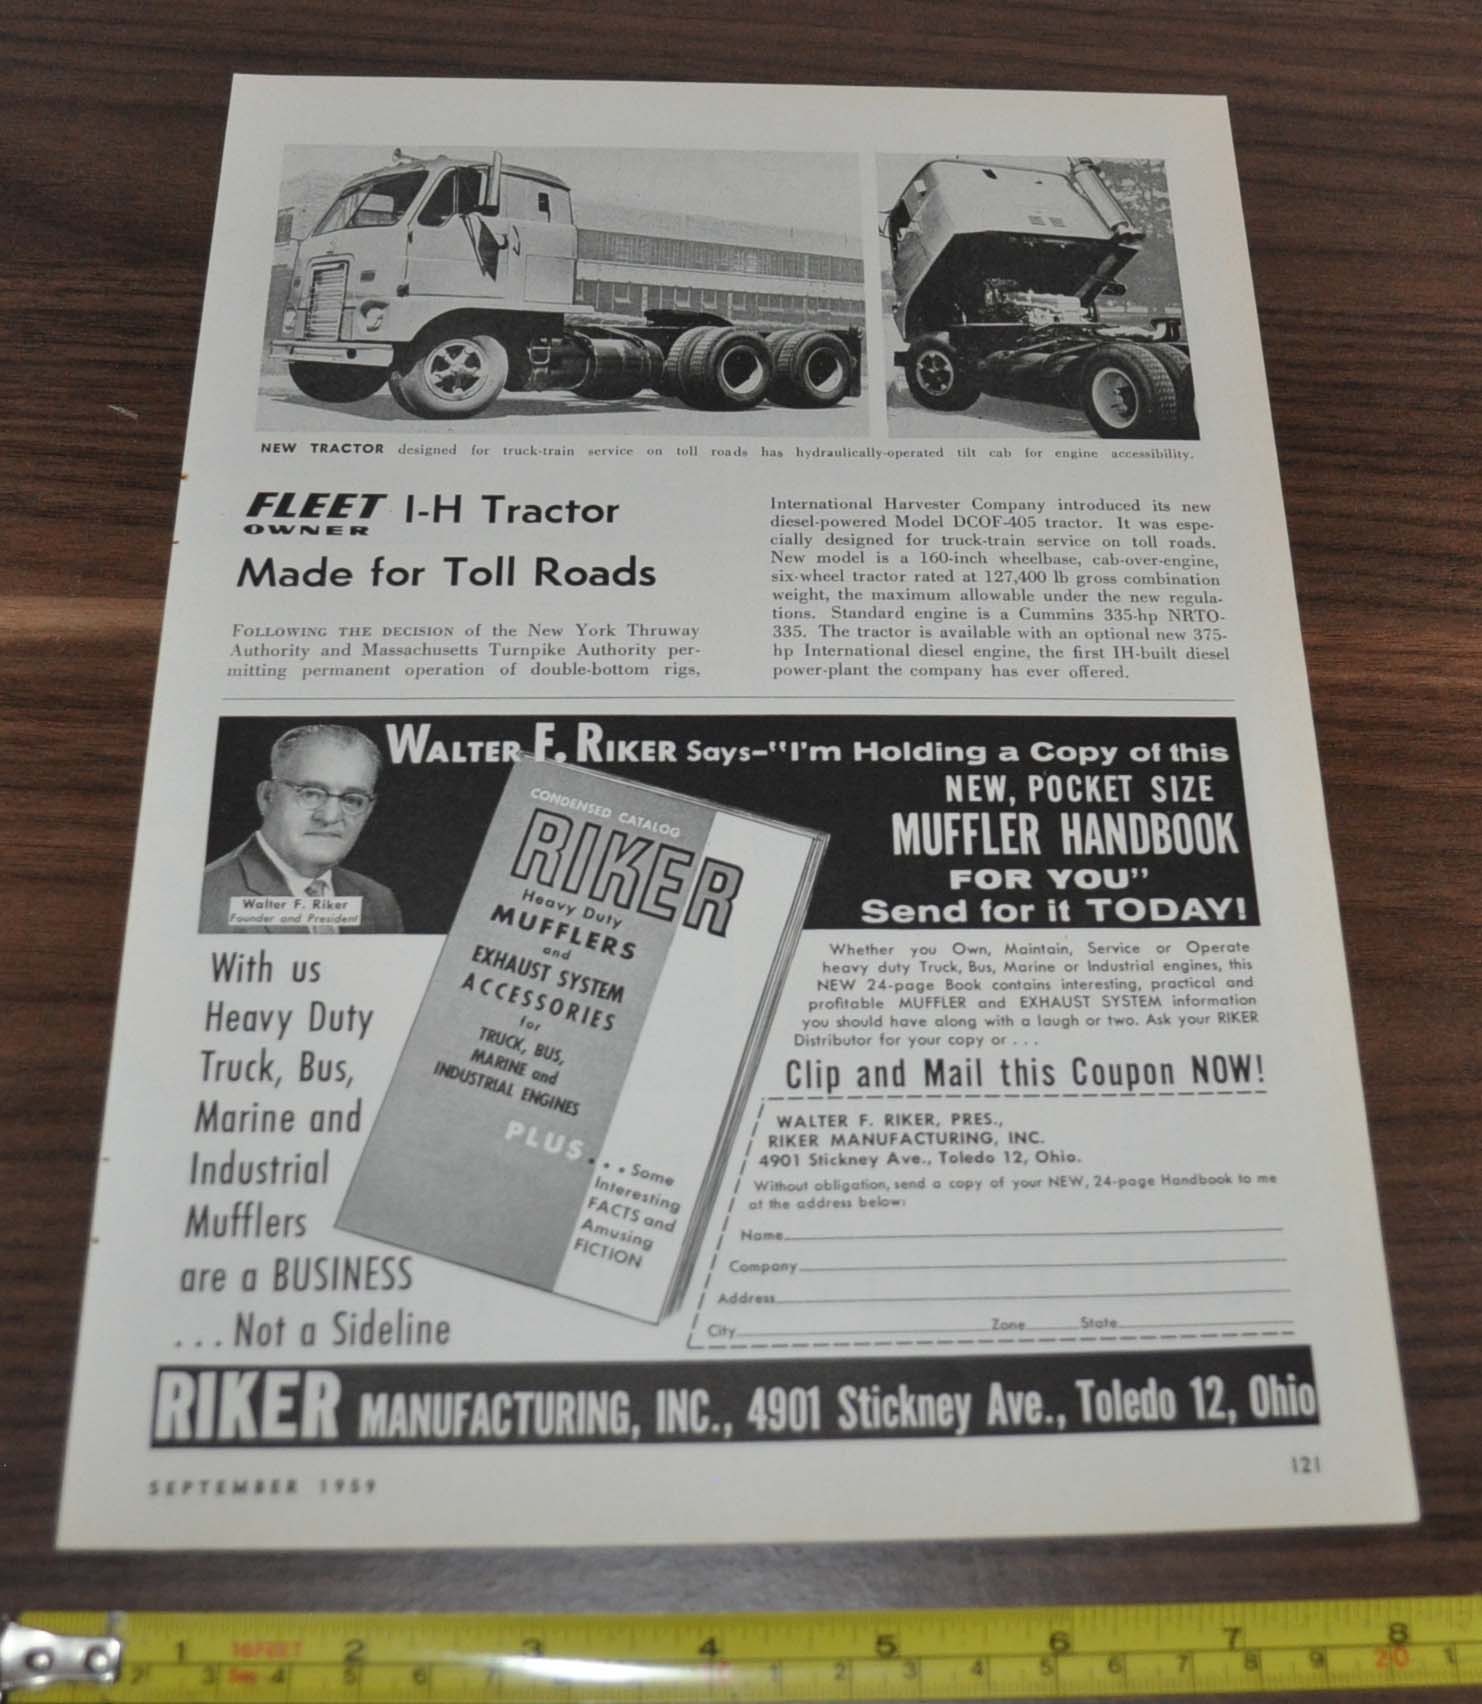 NEW TRACTOR designed for truck-train service on toll roads has hydraulically-operated tilt cab for engine accessibility.
FLEET
OWNER
I-H Tractor
Made for Toll Roads
FOLLOWING THE DECISION of the New York Thruway
Authority and Massachusetts Turnpike Authority per-
mitting permanent operation of double-bottom rigs,
International Harvester Company introduced its new
diesel-powered Model DCOF-405 tractor. It was espe-
cially designed for truck-train service on toll roads.
New model is a 160-inch wheelbase, cab-over-engine,
six-wheel tractor rated at 127,400 lb gross combination
weight, the maximum allowable under the new regula-
tions. Standard engine is a Cummins 335-hp NRTO-
335. The tractor is available with an optional new 375-
hp International diesel engine, the first IH-built diesel
power-plant the company has ever offered.
WALTER F. RIKER Says-"I'm Holding a Copy of this
NEW, POCKET SIZE
MUFFLER HANDBOOK
FOR YOU"
Send for it TODAY!
Walter F. Riker
Founder and President
CONDENSED CATALOG
RIKER
Heavy Duty
MUFFLERS
and
EXHAUST SYSTEM
ACCESSORIES
for
TRUCK, BUS,
MARINE and
INDUSTRIAL ENGINES
PLUS...
... Some
Interesting
FACTS and
Amusing
FICTION
With us
Heavy Duty
Truck, Bus,
Marine and
Industrial
Mufflers
are a BUSINESS
...Not a Sideline
Whether you Own, Maintain, Service or Operate
heavy duty Truck, Bus, Marine or Industrial engines, this
NEW 24-page Book contains interesting, practical and
profitable MUFFLER and EXHAUST SYSTEM information
you should have along with a laugh or two. Ask your RIKER
Distributor for your copy or . . .
Clip and Mail this Coupon NOW!
WALTER F. RIKER, PRES.,
RIKER MANUFACTURING, INC.
4901 Stickney Ave., Toledo 12, Ohio.
Without obligation, send a copy of your NEW, 24-page Handbook to me
at the address below:
Name
Company
Address
City Zone State
RIKER MANUFACTURING, INC., 4901 Stickney Ave., Toledo 12, Ohio
SEPTEMBER 1959
121
1 2 3 4 5 6 7 8